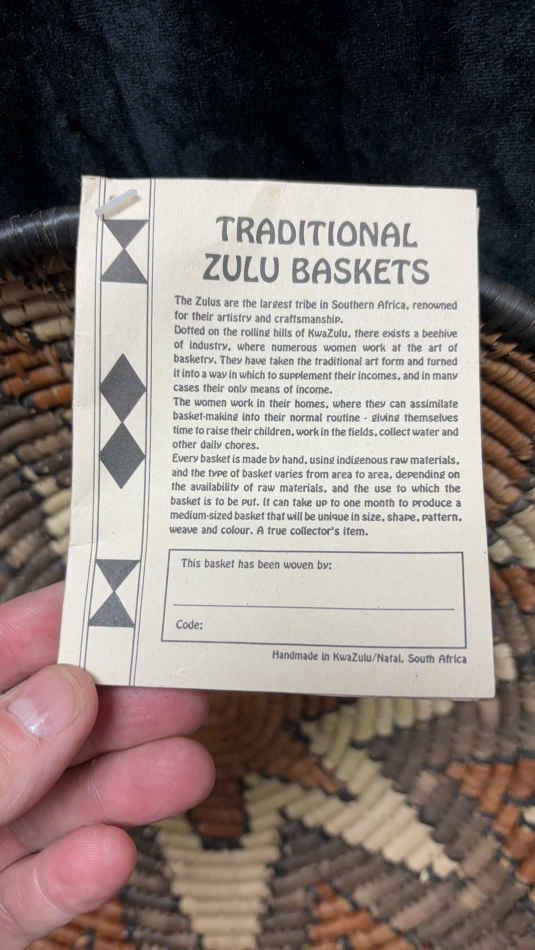 TRADITIONAL
ZULU BASKETS
The Zulus are the largest tribe in Southern Africa, renowned
for their artistry and craftsmanship.
Dotted on the rolling hills of KwaZulu, there exists a beehive
of industry, where numerous women work at the art of
basketry. They have taken the traditional art form and turned
it into a way in which to supplement their incomes, and in many
cases their only means of income.
The women work in their homes, where they can assimilate
basket-making into their normal routine - giving themselves
time to raise their children, work in the fields, collect water and
other daily chores.
Every basket is made by hand, using indigenous raw materials,
and the type of basket varies from area to area, depending on
the availability of raw materials, and the use to which the
basket is to be put. It can take up to one month to produce a
medium-sized basket that will be unique in size, shape, pattern,
weave and colour. A true collector's item.
This basket has been woven by:
Code:
Handmade in KwaZulu/Natal, South Africa